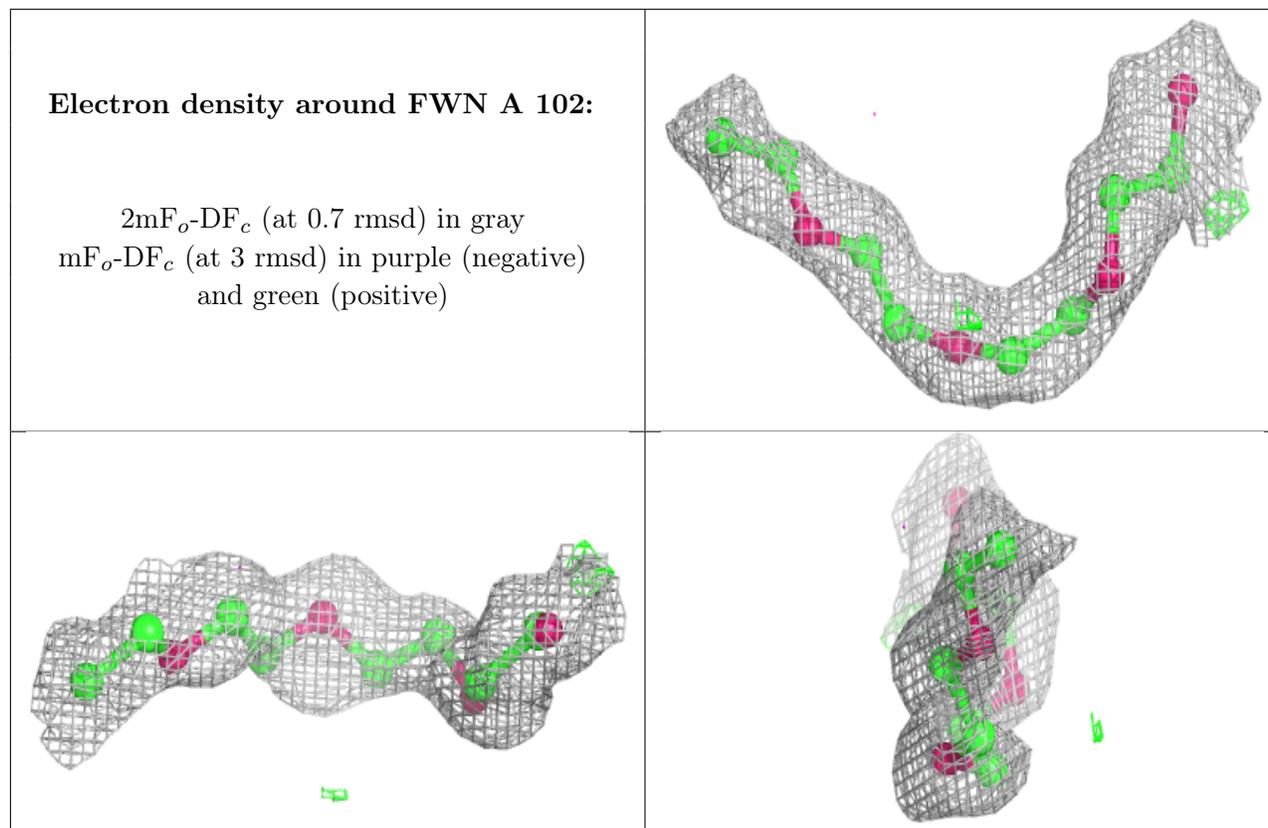 Electron density around FWN A 102:
2mFo-DFc (at 0.7 rmsd) in gray
mFo-DFc (at 3 rmsd) in purple (negative)
and green (positive)